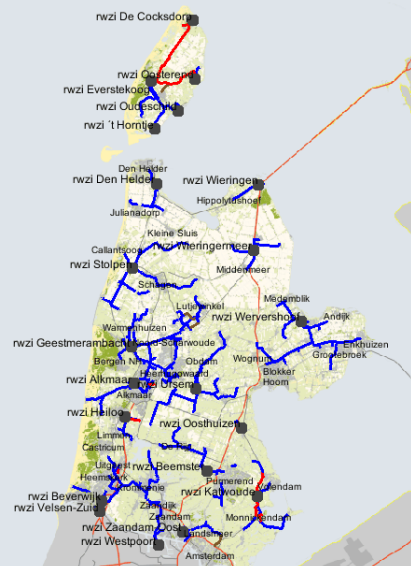 rwzi De Cocksdorp
rwzi Oosterend
rwzi Everstekoog
rwzi Oudeschild
rwzi 't Horntje
Den Helder
rwzi Den Helder
rwzi Wieringen
Hippolytushoef
Julianadorp
Kleine Sluis
Callantsoog
rwzi Wieringermeer
rwzi Stolpen
Middenmeer
Schagen
Lutjewinkel
Medemblik
rwzi Wervershoof
Andijk
Warmenhuizen
rwzi Geestmerambacht
Enkhuizen
Grootebroek
Bergen NH
Obdam
Wognum
Heerhugowaard
Blokker
Hoorn
rwzi Alkmaar
rwzi Ursem
Alkmaar
rwzi Heiloo
rwzi Oosthuizen
Limmen
Castricum
De Rijp
Uitgeest
rwzi Beemster
Heemskerk
Purmerend
Volendam
rwzi Beverwijk
rwzi Katwoude
rwzi Velsen-Zuid
Zaandijk
Zaandam
Monnickendam
rwzi Zaandam Oost
Landsmeer
rwzi Westpoort
Amsterdam